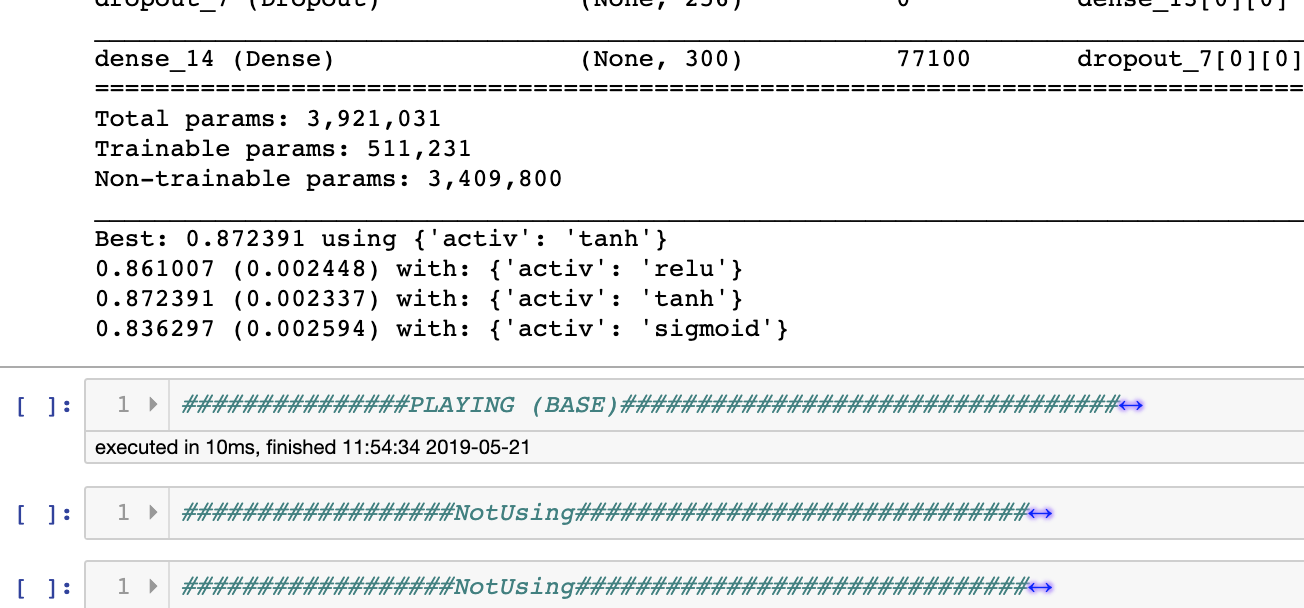 dropout_7 (Dropout) (None, 256) 0 dense_13[0][0]
dense_14 (Dense) (None, 300) 77100 dropout_7[0][0]
====================================================================================
Total params: 3,921,031
Trainable params: 511,231
Non-trainable params: 3,409,800
Best: 0.872391 using {'activ': 'tanh'}
0.861007 (0.002448) with: {'activ': 'relu'}
0.872391 (0.002337) with: {'activ': 'tanh'}
0.836297 (0.002594) with: {'activ': 'sigmoid'}
[ ]: 1 ###############PLAYING (BASE)#################################↔
executed in 10ms, finished 11:54:34 2019-05-21
[ ]: 1 ##################NotUsing##############################↔
[ ]: 1 ##################NotUsing##############################↔